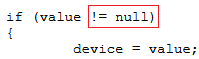 if (value != null)
{
device = value;